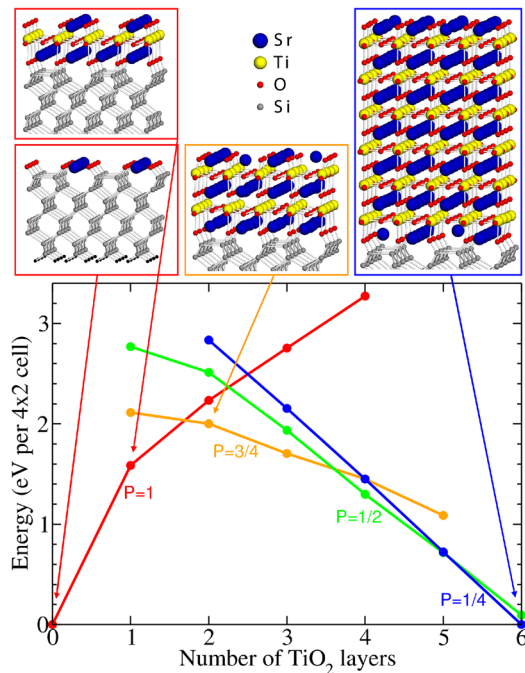 Sr
Ti
O
Si
Energy (eV per 4x2 cell)
3
2
1
0
P=1
P=3/4
P=1/2
P=1/4
0 1 2 3 4 5 6
Number of TiO₂ layers